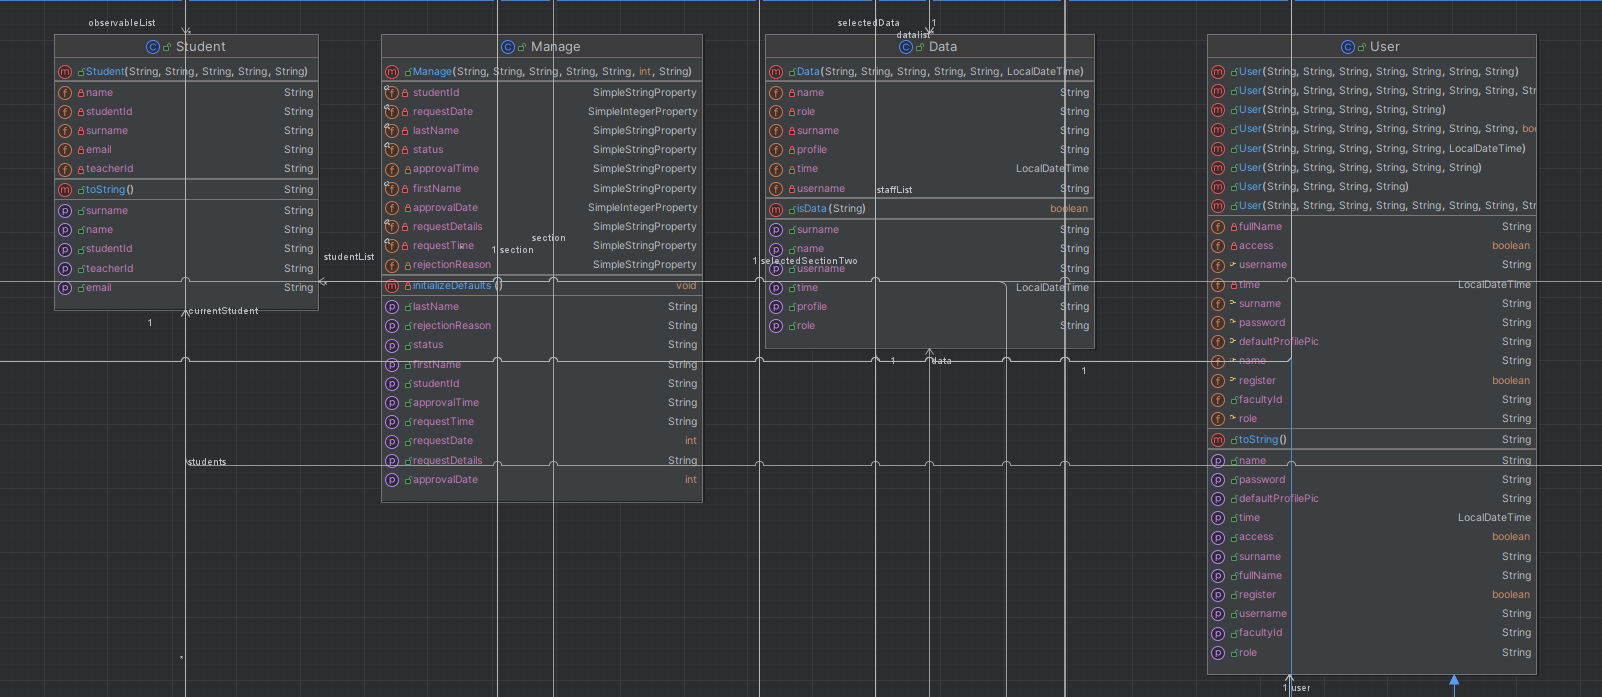 observableList
selectedData
1
datalist
Student
Student(String, String, String, String, String)
name String
studentId String
surname String
email String
teacherId String
toString() String
surname String
name String
studentId String
teacherId String
email String
studentList
currentStudent
1
students
*
Manage
Manage(String, String, String, String, String, int, String)
studentId SimpleStringProperty
requestDate SimpleIntegerProperty
lastName SimpleStringProperty
status SimpleStringProperty
approvalTime SimpleStringProperty
firstName SimpleStringProperty
approvalDate SimpleIntegerProperty
requestDetails SimpleStringProperty
requestTime SimpleStringProperty
rejectionReason SimpleStringProperty
section
1 section
initializeDefaults() void
lastName String
rejectionReason String
status String
firstName String
studentId String
approvalTime String
requestTime String
requestDate int
requestDetails String
approvalDate int
Data
Data(String, String, String, String, String, LocalDateTime)
name String
role String
surname String
profile String
time LocalDateTime
username String
staffList
isData(String) boolean
surname String
name String
1 selectedSectionTwo
username String
time LocalDateTime
profile String
role String
1
data
1
User
User(String, String, String, String, String, String, String)
User(String, String, String, String, String, String, String, Str
User(String, String, String, String, String)
User(String, String, String, String, String, String, String, boo
User(String, String, String, String, String, LocalDateTime)
User(String, String, String, String, String, String)
User(String, String, String, String)
User(String, String, String, String, String, String, String, Str
fullName String
access boolean
username String
time LocalDateTime
surname String
password String
defaultProfilePic String
name String
register boolean
facultyId String
role String
toString() String
name String
password String
defaultProfilePic String
time LocalDateTime
access boolean
surname String
fullName String
register boolean
username String
facultyId String
role String
1 user